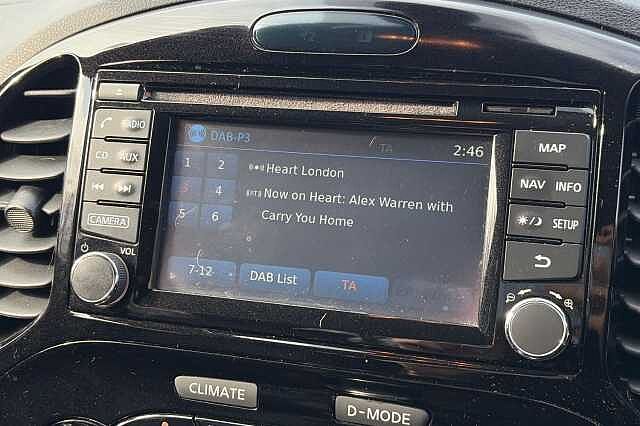 DAB-P3
TA
2:46
1 2
Heart London
3 4
Now on Heart: Alex Warren with
Carry You Home
5 6
7-12
DAB List
TA
RADIO
CD AUX
CAMERA
VOL
MAP
NAV INFO
SETUP
CLIMATE
D-MODE